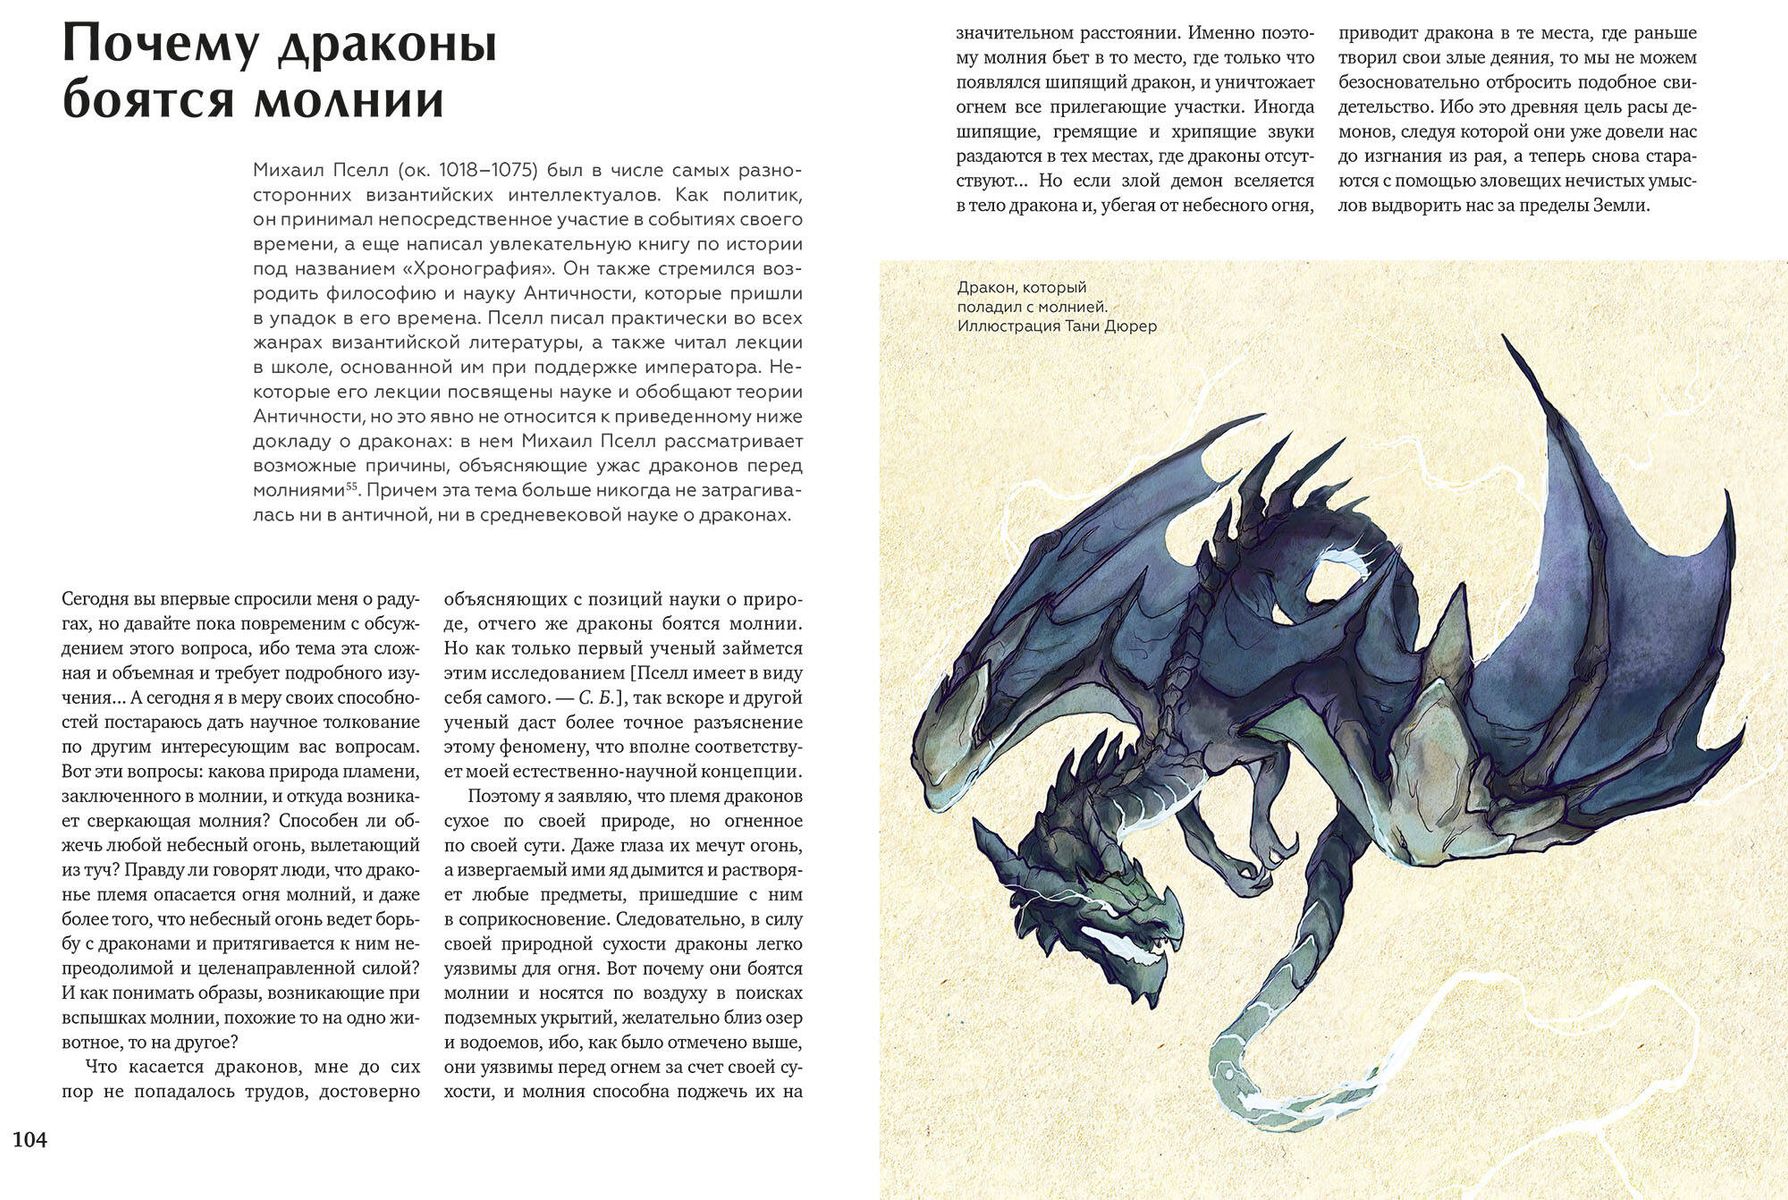 Почему драконы
боятся молнии
Михаил Пселл (ок. 1018–1075) был в числе самых разно-
сторонних византийских интеллектуалов. Как политик,
он принимал непосредственное участие в событиях своего
времени, а еще написал увлекательную книгу по истории
под названием «Хронография». Он также стремился воз-
родить философию и науку Античности, которые пришли
в упадок в его времена. Пселл писал практически во всех
жанрах византийской литературы, а также читал лекции
в школе, основанной им при поддержке императора. Не-
которые его лекции посвящены науке и обобщают теории
Античности, но это явно не относится к приведенному ниже
докладу о драконах: в нем Михаил Пселл рассматривает
возможные причины, объясняющие ужас драконов перед
молниями⁵⁵. Причем эта тема больше никогда не затрагива-
лась ни в античной, ни в средневековой науке о драконах.
Сегодня вы впервые спросили меня о раду-
гах, но давайте пока повременим с обсуж-
дением этого вопроса, ибо тема эта слож-
ная и объемная и требует подробного изу-
чения... А сегодня я в меру своих способно-
стей постараюсь дать научное толкование
по другим интересующим вас вопросам.
Вот эти вопросы: какова природа пламени,
заключенного в молнии, и откуда возника-
ет сверкающая молния? Способен ли об-
жечь любой небесный огонь, вылетающий
из туч? Правду ли говорят люди, что драко-
нье племя опасается огня молний, и даже
более того, что небесный огонь ведет борь-
бу с драконами и притягивается к ним не-
преодолимой и целенаправленной силой?
И как понимать образы, возникающие при
вспышках молнии, похожие то на одно жи-
вотное, то на другое?
Что касается драконов, мне до сих
пор не попадалось трудов, достоверно
объясняющих с позиций науки о приро-
де, отчего же драконы боятся молнии.
Но как только первый ученый займется
этим исследованием [Пселл имеет в виду
себя самого. — С. Б.], так вскоре и другой
ученый даст более точное разъяснение
этому феномену, что вполне соответству-
ет моей естественно-научной концепции.
Поэтому я заявляю, что племя драконов
сухое по своей природе, но огненное
по своей сути. Даже глаза их мечут огонь,
а извергаемый ими яд дымится и растворя-
ет любые предметы, пришедшие с ним
в соприкосновение. Следовательно, в силу
своей природной сухости драконы легко
уязвимы для огня. Вот почему они боятся
молнии и носятся по воздуху в поисках
подземных укрытий, желательно близ озер
и водоемов, ибо, как было отмечено выше,
они уязвимы перед огнем за счет своей су-
хости, и молния способна поджечь их на
104
значительном расстоянии. Именно поэто-
му молния бьет в то место, где только что
появлялся шипящий дракон, и уничтожает
огнем все прилегающие участки. Иногда
шипящие, гремящие и хрипящие звуки
раздаются в тех местах, где драконы отсут-
ствуют... Но если злой демон вселяется
в тело дракона и, убегая от небесного огня,
приводит дракона в те места, где раньше
творил свои злые деяния, то мы не можем
безосновательно отбросить подобное сви-
детельство. Ибо это древняя цель расы де-
монов, следуя которой они уже довели нас
до изгнания из рая, а теперь снова стара-
ются с помощью зловещих нечистых умыс-
лов выдворить нас за пределы Земли.
Дракон, который
поладил с молнией.
Иллюстрация Тани Дюрер